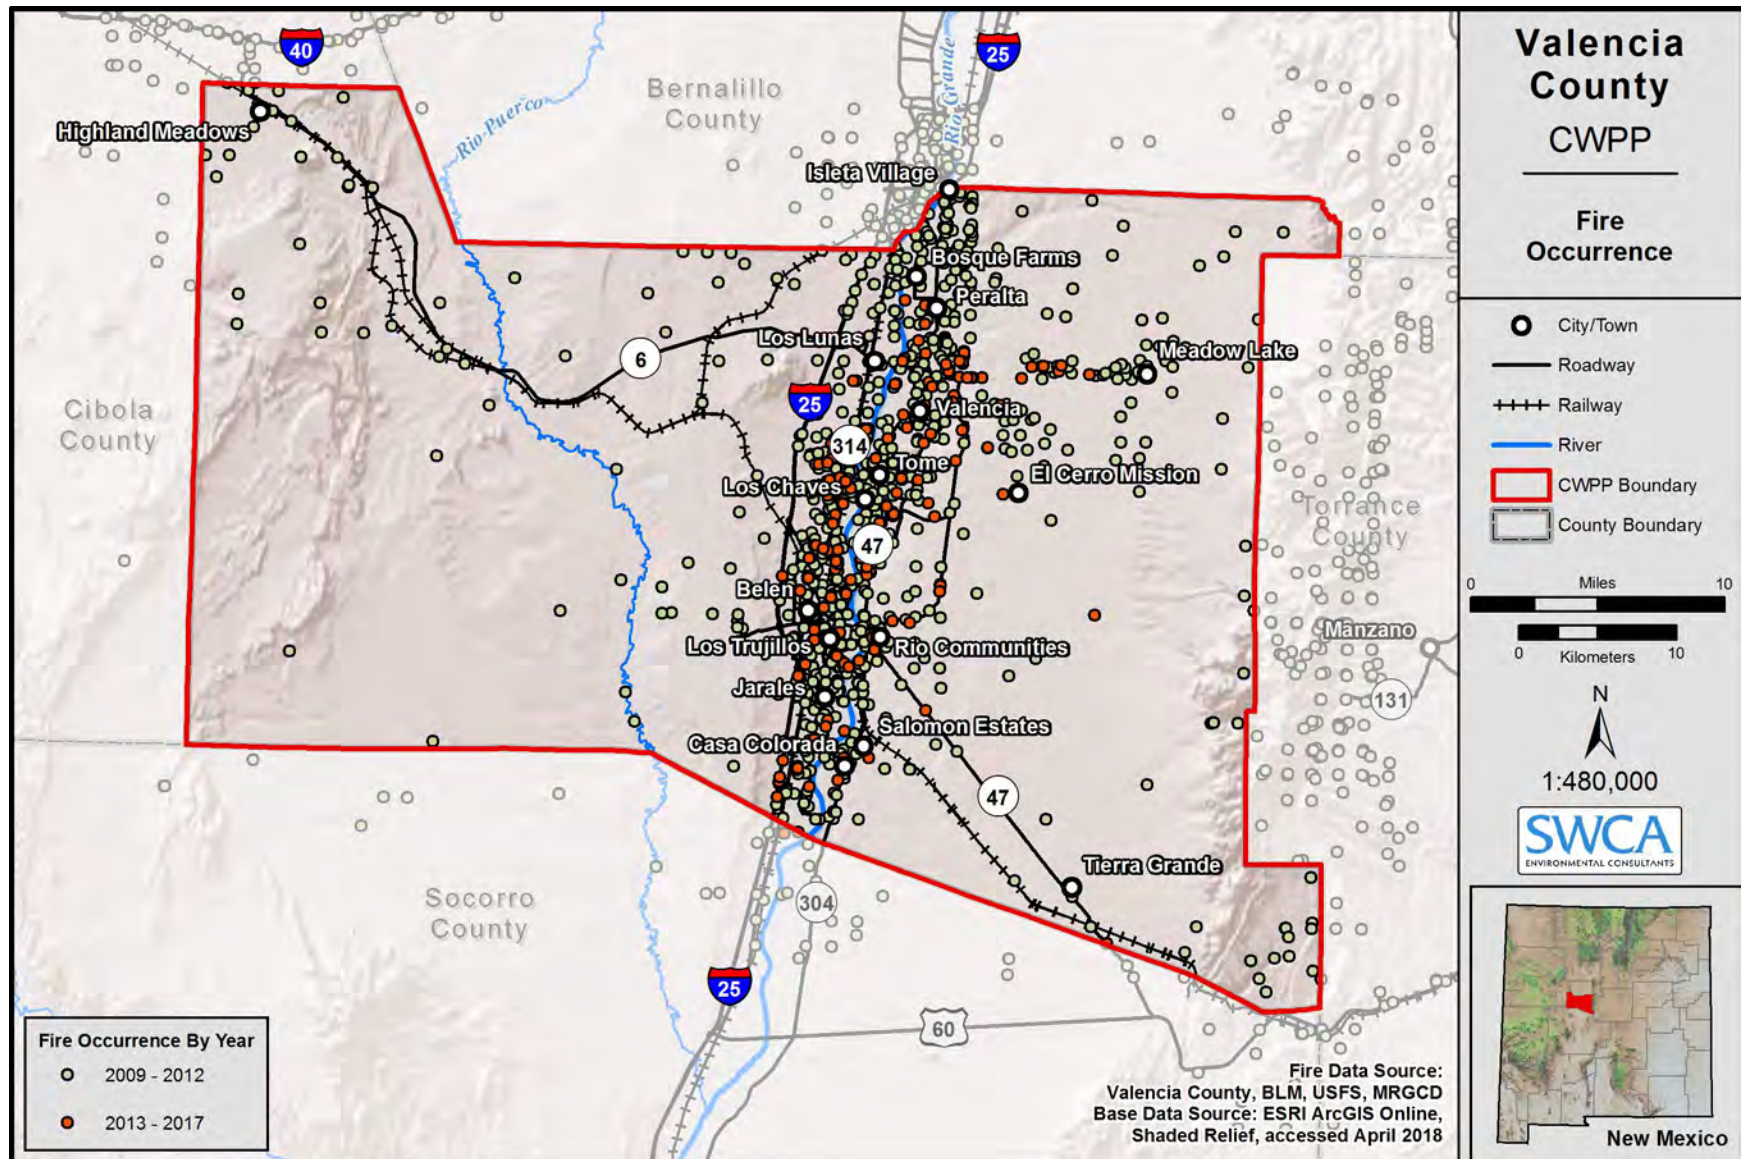 Valencia
County
CWPP
Fire
Occurrence
City/Town
Roadway
Railway
River
CWPP Boundary
County Boundary
0 Miles 10
0 Kilometers 10
N
1:480,000
SWCA
ENVIRONMENTAL CONSULTANTS
New Mexico
40
25
Bernalillo
County
Rio Puerco
Rio Grande
Highland Meadows
Isleta Village
Bosque Farms
Peralta
Los Lunas
Meadow Lake
6
25
Valencia
Cibola
County
314
Tome
El Cerro Mission
Los Chaves
Torrance
County
47
Belen
Manzano
Los Trujillos
Rio Communities
Jarales
131
Salomon Estates
Casa Colorada
47
Tierra Grande
Socorro
County
304
25
60
Fire Occurrence By Year
2009 - 2012
2013 - 2017
Fire Data Source:
Valencia County, BLM, USFS, MRGCD
Base Data Source: ESRI ArcGIS Online,
Shaded Relief, accessed April 2018